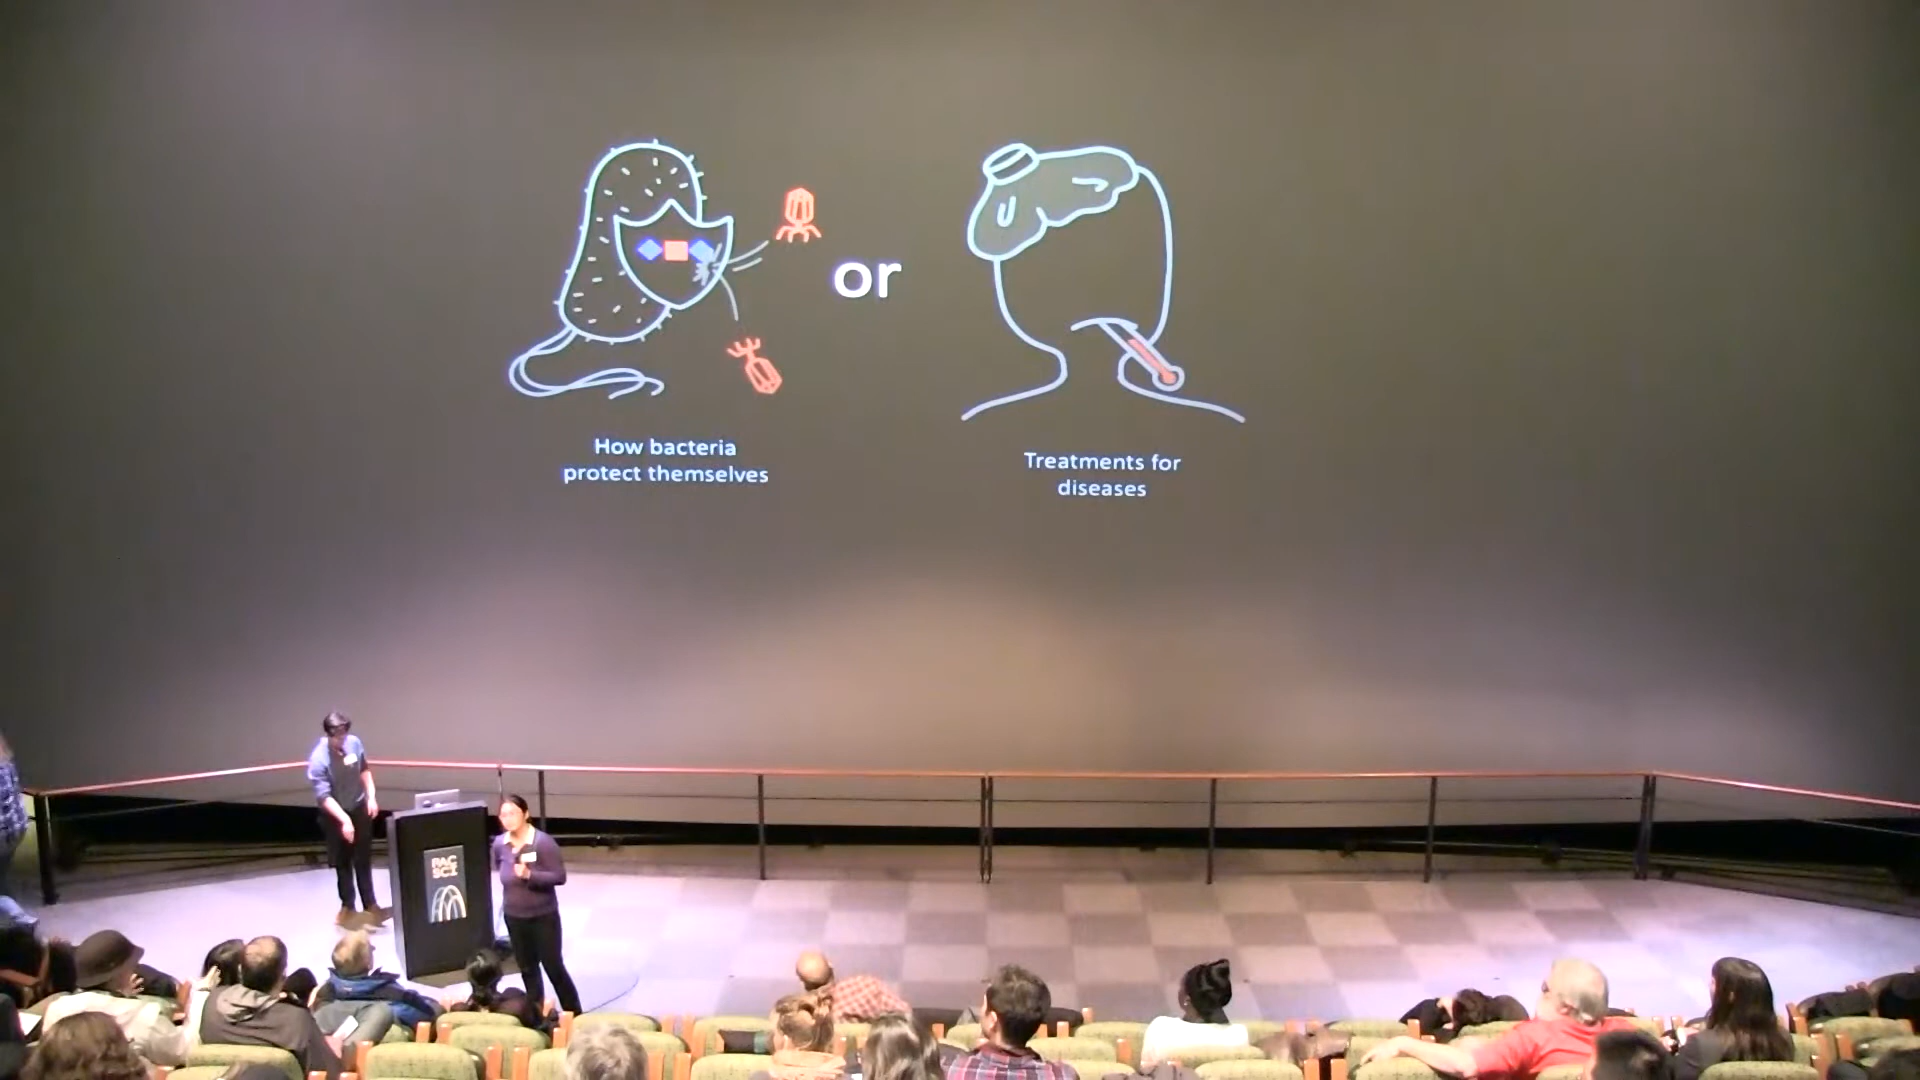 or
How bacteria
protect themselves
Treatments for
diseases
PAC
SCI